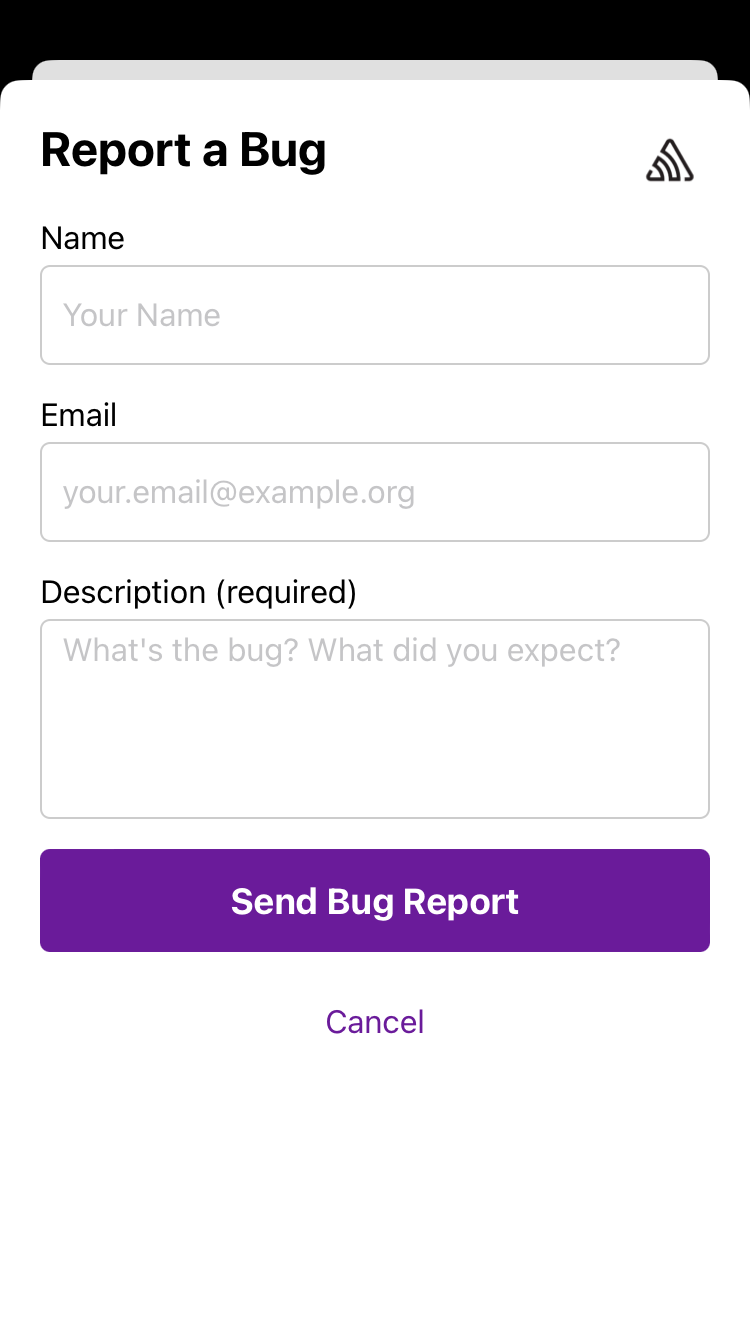 Report a Bug
Name
Your Name
Email
your.email@example.org
Description (required)
What's the bug? What did you expect?
Send Bug Report
Cancel